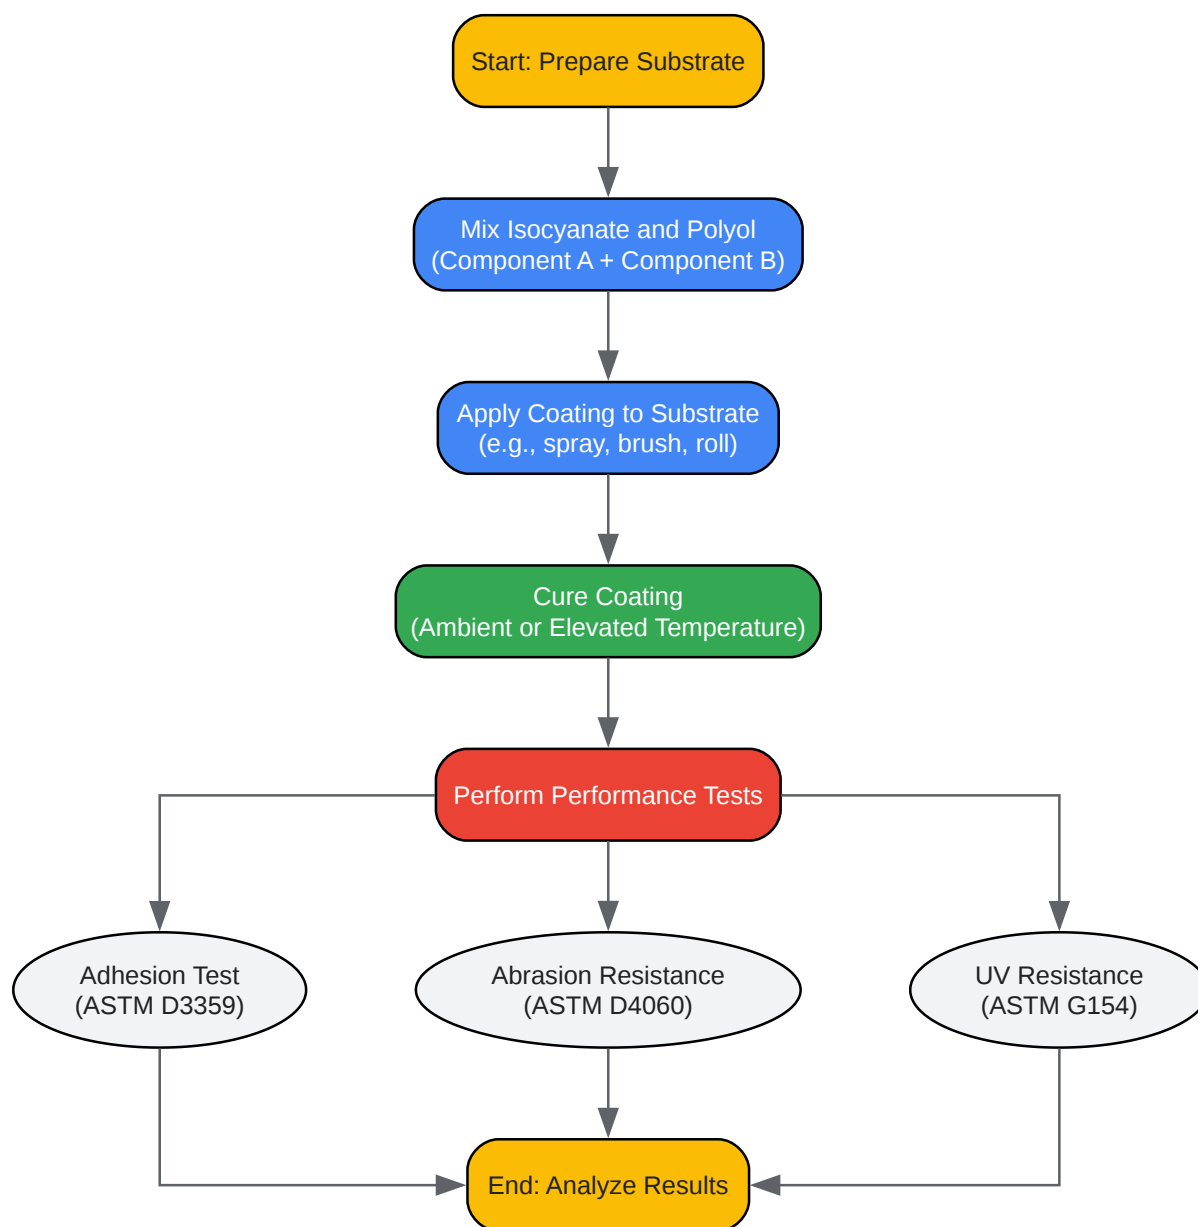 Start: Prepare Substrate
Mix Isocyanate and Polyol
(Component A + Component B)
Apply Coating to Substrate
(e.g., spray, brush, roll)
Cure Coating
(Ambient or Elevated Temperature)
Perform Performance Tests
Adhesion Test
(ASTM D3359)
Abrasion Resistance
(ASTM D4060)
UV Resistance
(ASTM G154)
End: Analyze Results